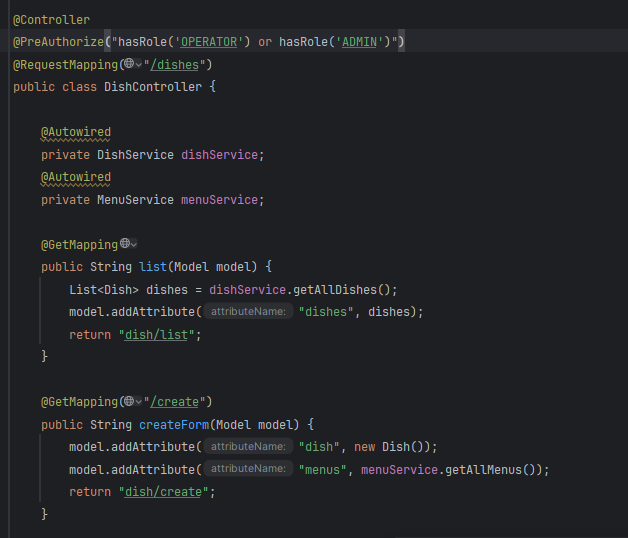 @Controller
@PreAuthorize("hasRole('OPERATOR') or hasRole('ADMIN')")
@RequestMapping("/dishes")
public class DishController {
@Autowired
private DishService dishService;
@Autowired
private MenuService menuService;
@GetMapping
public String list(Model model) {
List<Dish> dishes = dishService.getAllDishes();
model.addAttribute( attributeName: "dishes", dishes);
return "dish/list";
}
@GetMapping("/create")
public String createForm(Model model) {
model.addAttribute( attributeName: "dish", new Dish());
model.addAttribute( attributeName: "menus", menuService.getAllMenus());
return "dish/create";
}